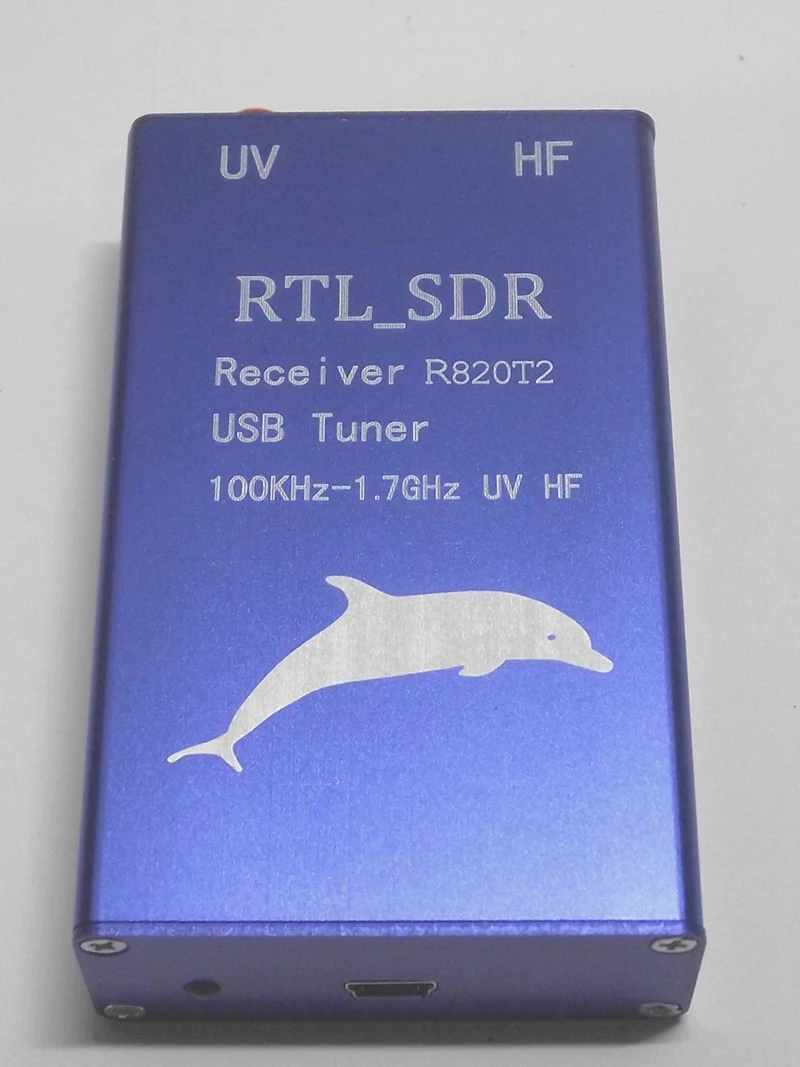 UV HF
RTL_SDR
Receiver R820T2
USB Tuner
100KHz-1.7GHz UV HF